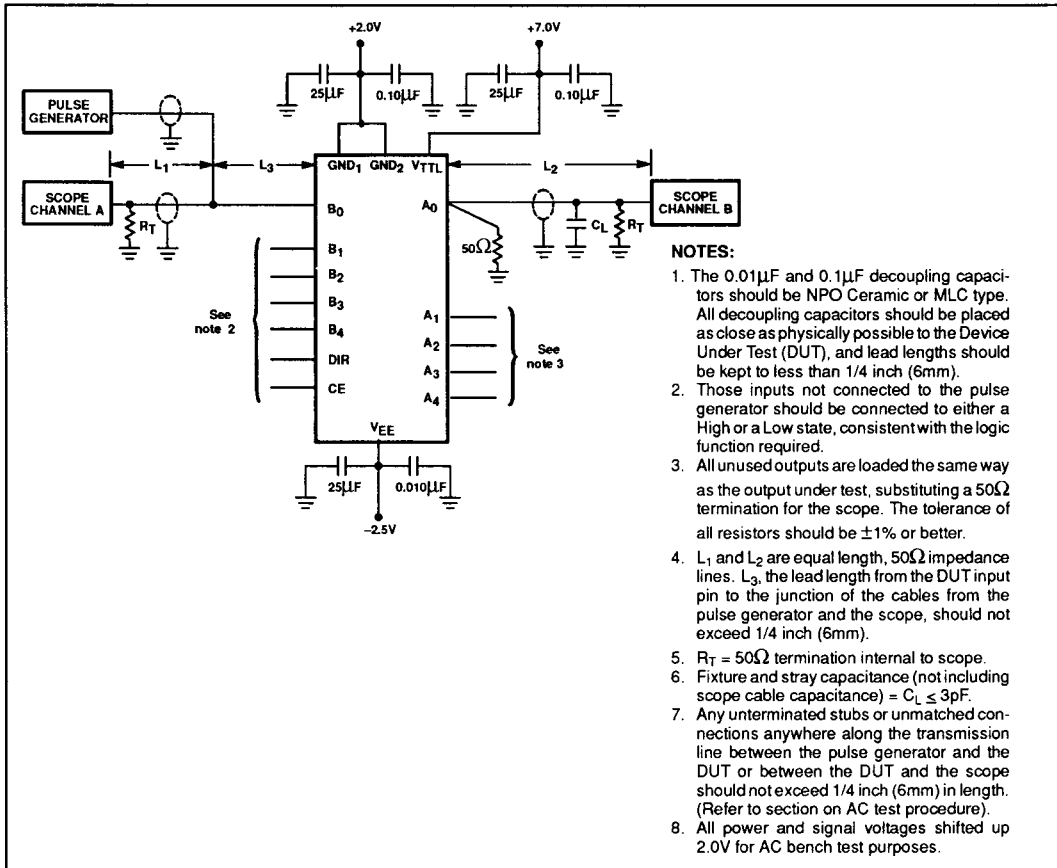 +2.0V
+7.0V
25µF
0.10µF
25µF
0.10µF
PULSE
GENERATOR
L1
L3
GND1 GND2 VTTL
L2
SCOPE
CHANNEL A
RT
B0
A0
CL
RT
SCOPE
CHANNEL B
50Ω
B1
B2
B3
B4
DIR
CE
See
note 2
A1
A2
A3
A4
See
note 3
VEE
25µF
0.010µF
–2.5V
NOTES:
1. The 0.01µF and 0.1µF decoupling capaci-
tors should be NPO Ceramic or MLC type.
All decoupling capacitors should be placed
as close as physically possible to the Device
Under Test (DUT), and lead lengths should
be kept to less than 1/4 inch (6mm).
2. Those inputs not connected to the pulse
generator should be connected to either a
High or a Low state, consistent with the logic
function required.
3. All unused outputs are loaded the same way
as the output under test, substituting a 50Ω
termination for the scope. The tolerance of
all resistors should be ±1% or better.
4. L1 and L2 are equal length, 50Ω impedance
lines. L3, the lead length from the DUT input
pin to the junction of the cables from the
pulse generator and the scope, should not
exceed 1/4 inch (6mm).
5. RT = 50Ω termination internal to scope.
6. Fixture and stray capacitance (not including
scope cable capacitance) = CL ≤ 3pF.
7. Any unterminated stubs or unmatched con-
nections anywhere along the transmission
line between the pulse generator and the
DUT or between the DUT and the scope
should not exceed 1/4 inch (6mm) in length.
(Refer to section on AC test procedure).
8. All power and signal voltages shifted up
2.0V for AC bench test purposes.